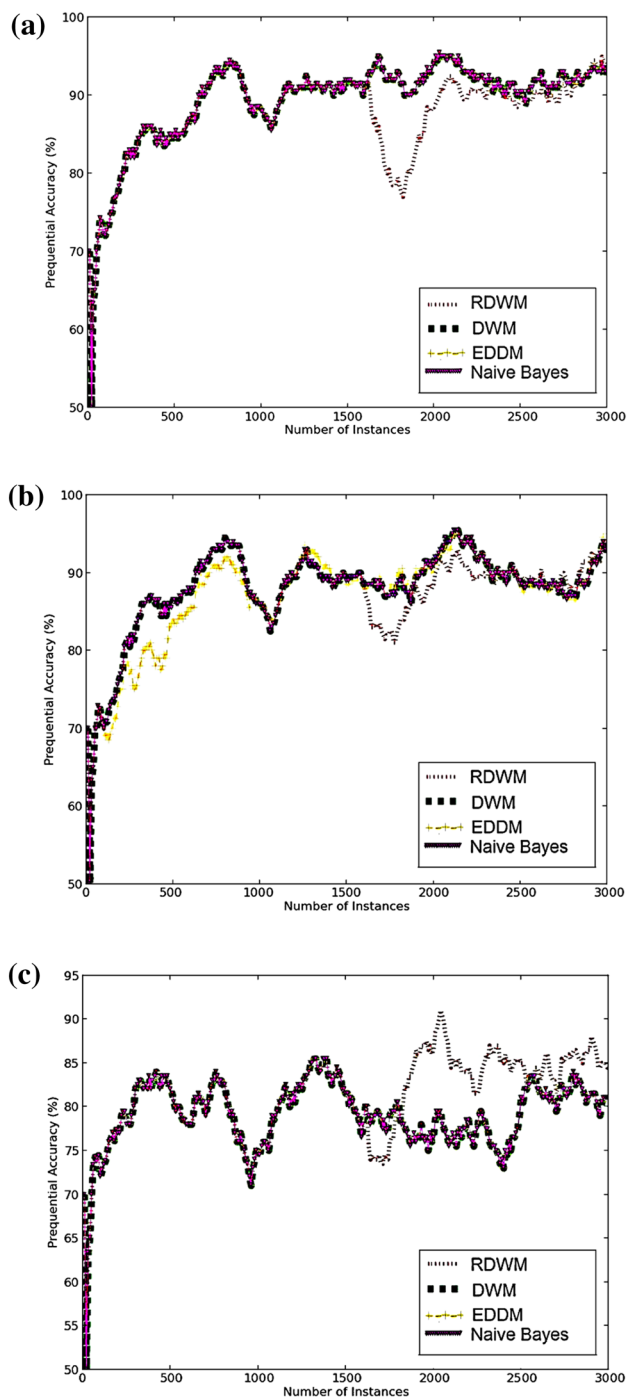 (a)
100
90
80
70
60
50
Prequential Accuracy (%)
RDWM
DWM
EDDM
Naive Bayes
0 500 1000 1500 2000 2500 3000
Number of Instances
(b)
100
90
80
70
60
50
Prequential Accuracy (%)
RDWM
DWM
EDDM
Naive Bayes
0 500 1000 1500 2000 2500 3000
Number of Instances
(c)
95
90
85
80
75
70
65
60
55
50
Prequential Accuracy (%)
RDWM
DWM
EDDM
Naive Bayes
0 500 1000 1500 2000 2500 3000
Number of Instances